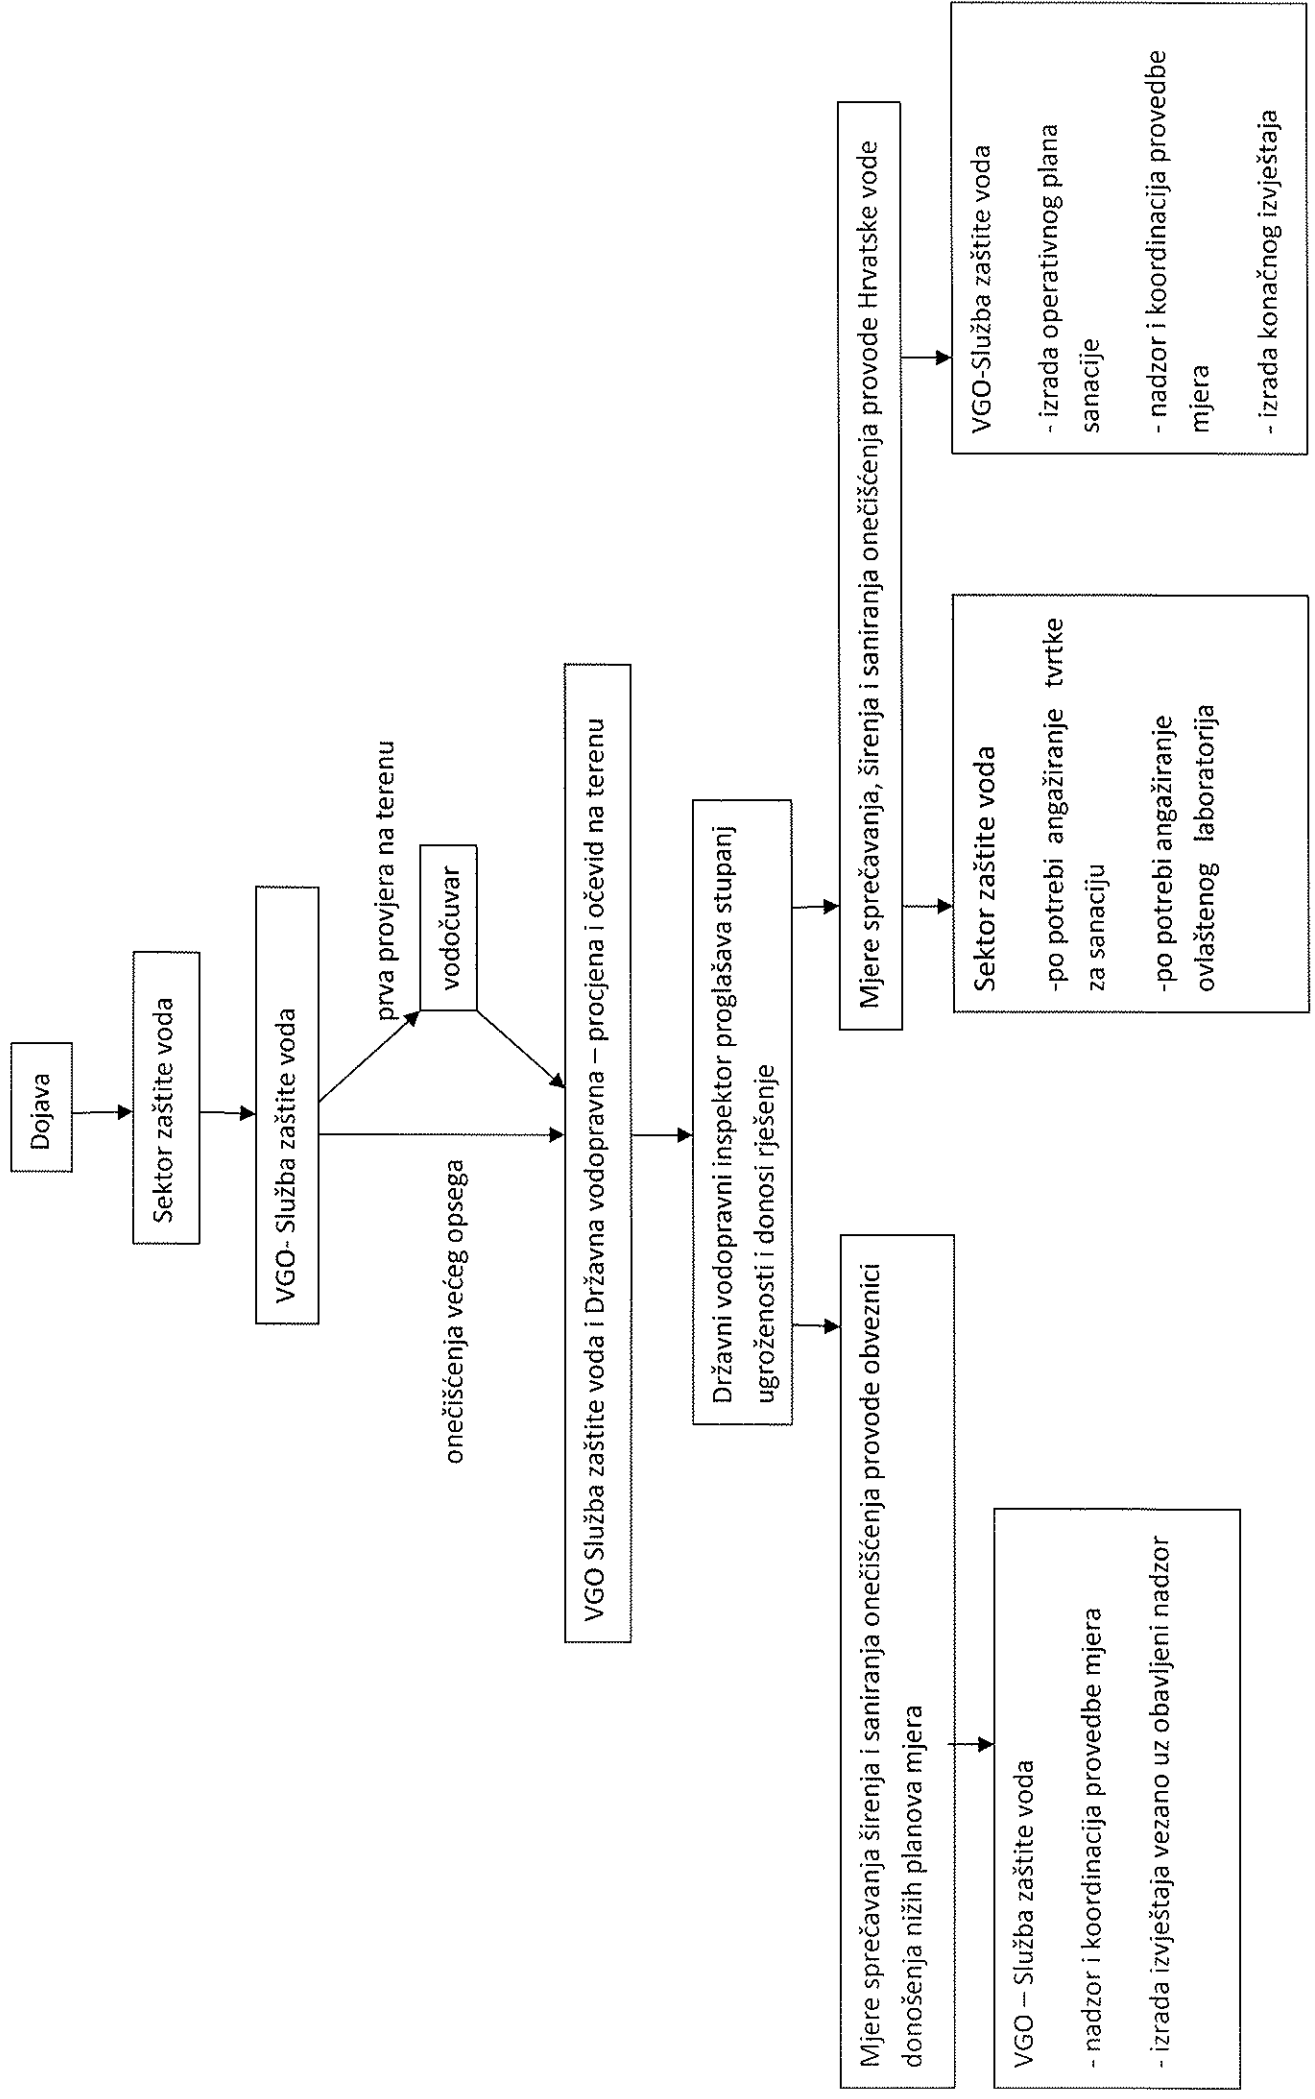 Dojava
Sektor zaštite voda
VGO- Služba zaštite voda
prva provjera na terenu
vodočuvar
onečišćenja većeg opsega
VGO Služba zaštite voda i Državna vodopravna – procjena i očevid na terenu
Državni vodopravni inspektor proglašava stupanj
ugroženosti i donosi rješenje
Mjere sprečavanja širenja i saniranja onečišćenja provode obveznici
donošenja nižih planova mjera
VGO – Služba zaštite voda
- nadzor i koordinacija provedbe mjera
- izrada izvještaja vezano uz obavljeni nadzor
Mjere sprečavanja, širenja i saniranja onečišćenja provode Hrvatske vode
Sektor zaštite voda
-po potrebi angažiranje tvrtke
za sanaciju
-po potrebi angažiranje
ovlaštenog laboratorija
VGO-Služba zaštite voda
- izrada operativnog plana
sanacije
- nadzor i koordinacija provedbe
mjera
- izrada konačnog izvještaja